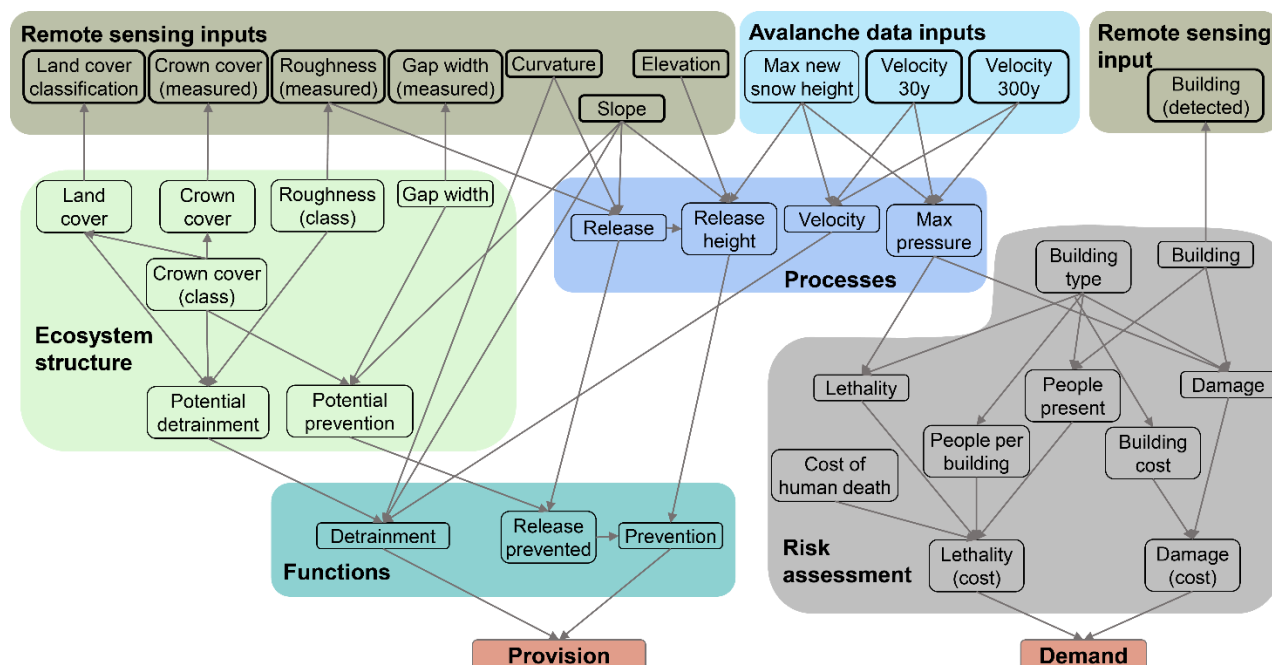 Remote sensing inputs
Land cover
classification
Crown cover
(measured)
Roughness
(measured)
Gap width
(measured)
Curvature
Elevation
Slope
Avalanche data inputs
Max new
snow height
Velocity
30y
Velocity
300y
Remote sensing
input
Building
(detected)
Land
cover
Crown
cover
Roughness
(class)
Gap width
Crown cover
(class)
Ecosystem
structure
Potential
detrainment
Potential
prevention
Release
Release
height
Velocity
Max
pressure
Processes
Building
type
Building
Lethality
People
present
Damage
People per
building
Building
cost
Cost of
human death
Risk
assessment
Lethality
(cost)
Damage
(cost)
Detrainment
Release
prevented
Prevention
Functions
Provision
Demand